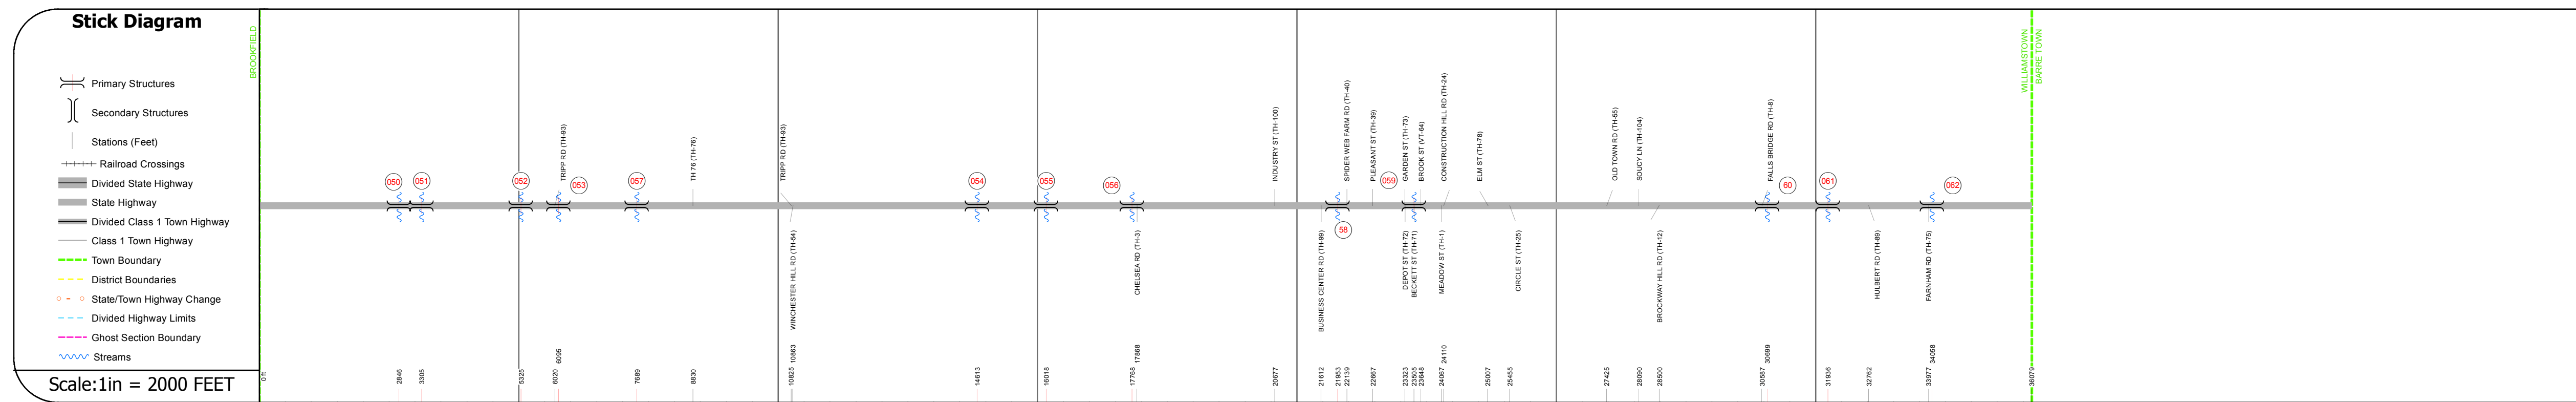 Stick Diagram
Primary Structures
Secondary Structures
Stations (Feet)
Railroad Crossings
Divided State Highway
State Highway
Divided Class 1 Town Highway
Class 1 Town Highway
Town Boundary
District Boundaries
State/Town Highway Change
Divided Highway Limits
Ghost Section Boundary
Streams
Scale:1in = 2000 FEET
BROOKFIELD
WILLIAMSTOWN
BARRE TOWN
TRIPP RD (TH-93)
TH 76 (TH-76)
TRIPP RD (TH-93)
INDUSTRY ST (TH-100)
SPIDER WEB FARM RD (TH-40)
PLEASANT ST (TH-39)
GARDEN ST (TH-73)
BROOK ST (VT-64)
CONSTRUCTION HILL RD (TH-24)
ELM ST (TH-78)
OLD TOWN RD (TH-55)
SOUCY LN (TH-104)
FALLS BRIDGE RD (TH-8)
050
051
052
053
057
054
055
056
58
059
60
061
062
WINCHESTER HILL RD (TH-54)
CHELSEA RD (TH-3)
BUSINESS CENTER RD (TH-99)
DEPOT ST (TH-72)
BECKETT ST (TH-71)
MEADOW ST (TH-1)
CIRCLE ST (TH-25)
BROCKWAY HILL RD (TH-12)
HULBERT RD (TH-89)
FARNHAM RD (TH-75)
0 ft
2846
3305
5325
6020
6095
7689
8830
10825
10863
14613
16018
17768
17868
20677
21612
21953
22139
22667
23323
23505
23648
24067
24110
25007
25455
27425
28090
28500
30587
30699
31936
32762
33977
34058
36079